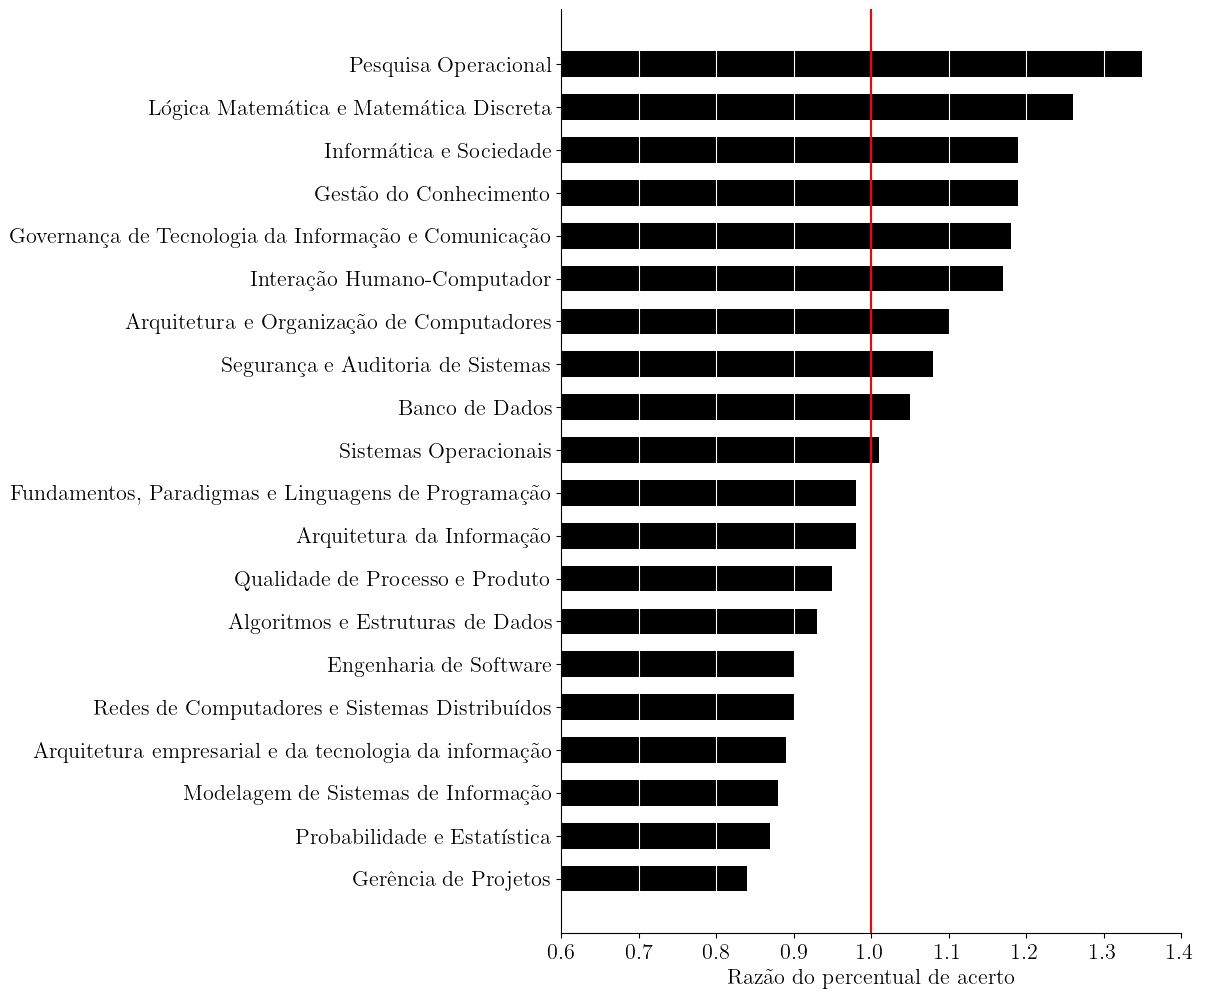 Pesquisa Operacional
Lógica Matemática e Matemática Discreta
Informática e Sociedade
Gestão do Conhecimento
Governança de Tecnologia da Informação e Comunicação
Interação Humano-Computador
Arquitetura e Organização de Computadores
Segurança e Auditoria de Sistemas
Banco de Dados
Sistemas Operacionais
Fundamentos, Paradigmas e Linguagens de Programação
Arquitetura da Informação
Qualidade de Processo e Produto
Algoritmos e Estruturas de Dados
Engenharia de Software
Redes de Computadores e Sistemas Distribuídos
Arquitetura empresarial e da tecnologia da informação
Modelagem de Sistemas de Informação
Probabilidade e Estatística
Gerência de Projetos
0.6 0.7 0.8 0.9 1.0 1.1 1.2 1.3 1.4
Razão do percentual de acerto